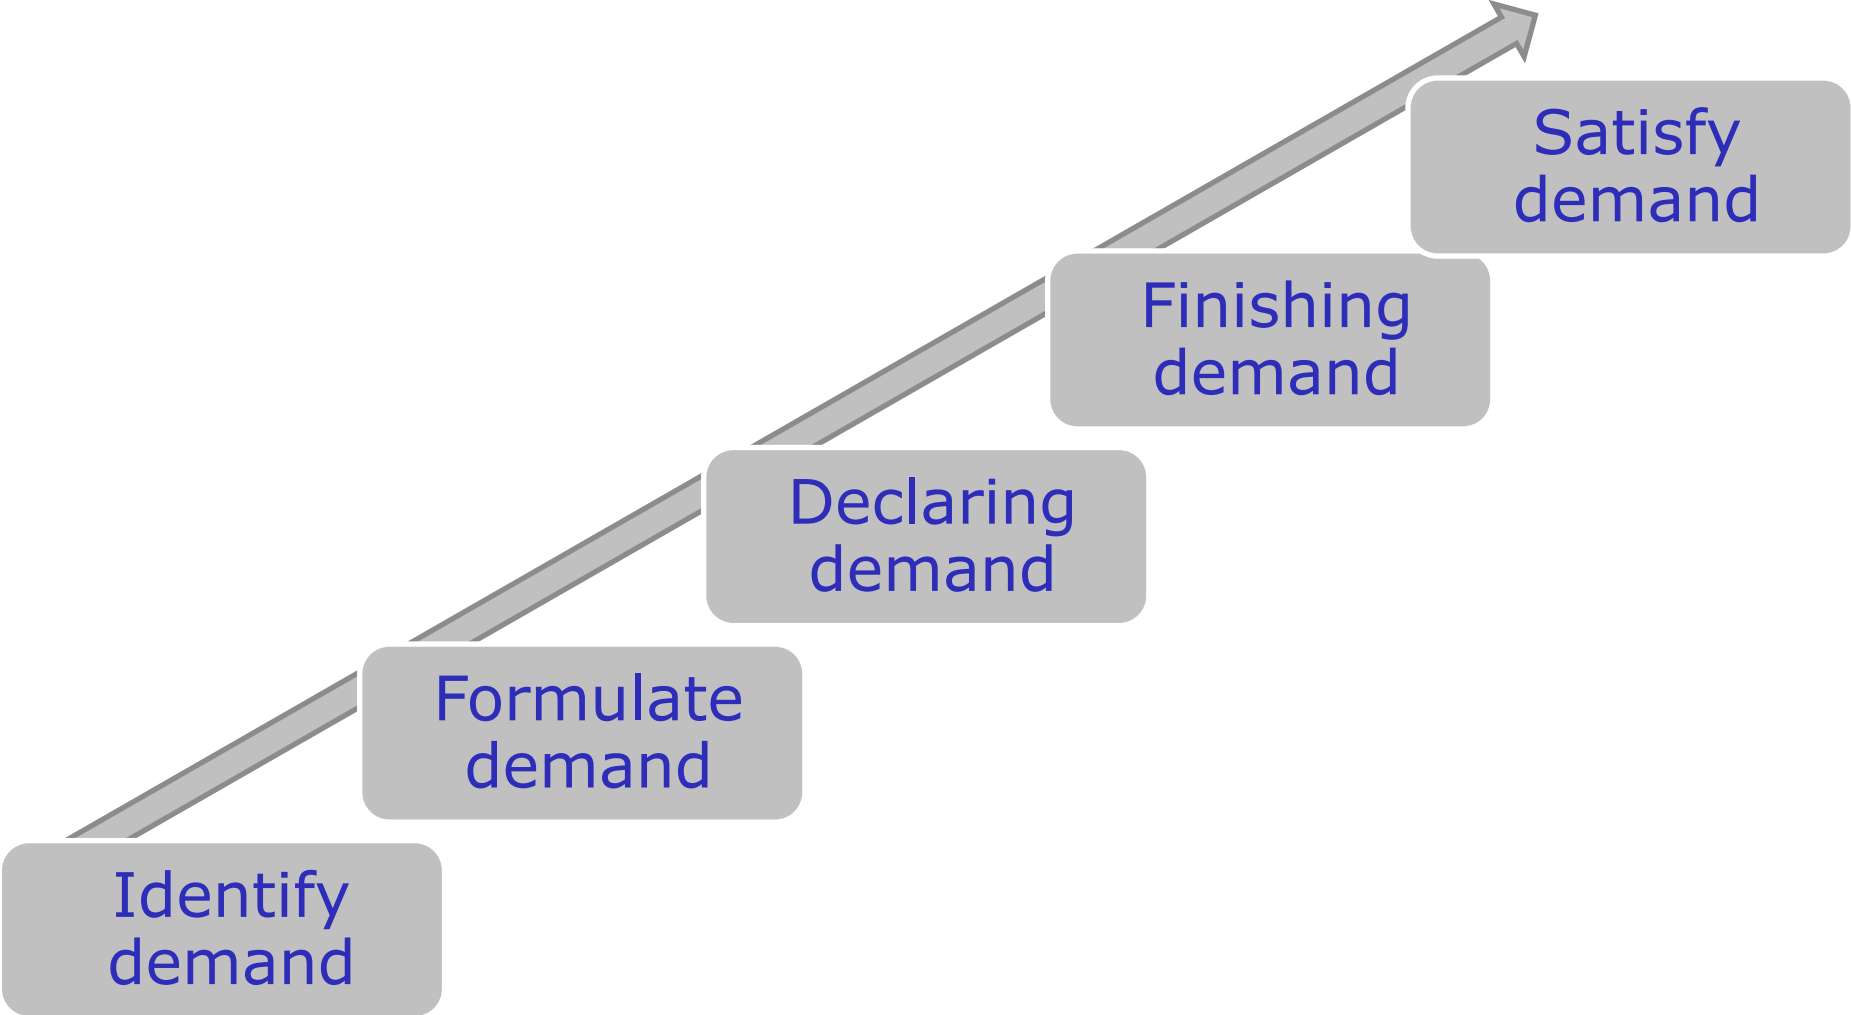 Satisfy
demand
Finishing
demand
Declaring
demand
Formulate
demand
Identify
demand